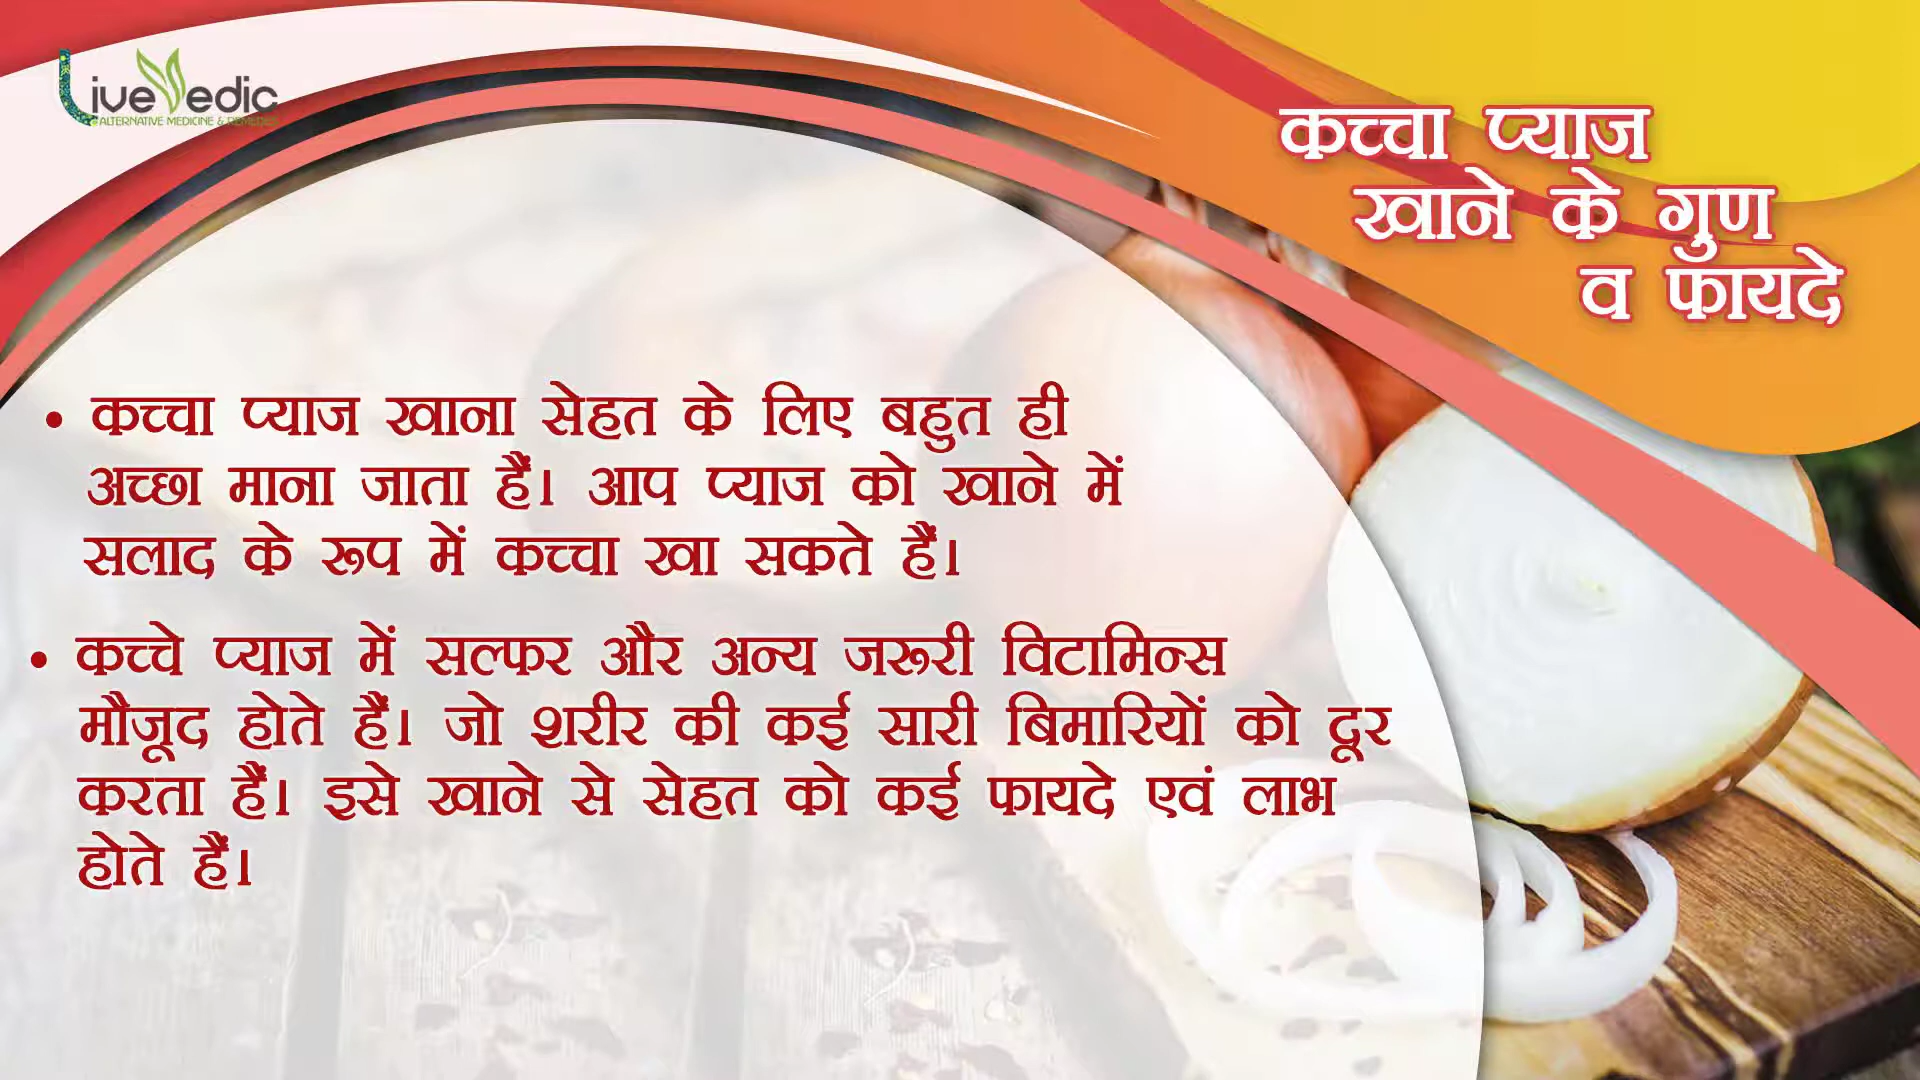 LiveVedic
ALTERNATIVE MEDICINE & REMEDIES
कच्चा प्याज
खाने के गुण
व फायदे
• कच्चा प्याज खाना सेहत के लिए बहुत ही
अच्छा माना जाता हैं। आप प्याज को खाने में
सलाद के रूप में कच्चा खा सकते हैं।
• कच्चे प्याज में सल्फर और अन्य जरूरी विटामिन्स
मौजूद होते हैं। जो शरीर की कई सारी बिमारियों को दूर
करता हैं। इसे खाने से सेहत को कई फायदे एवं लाभ
होते हैं।